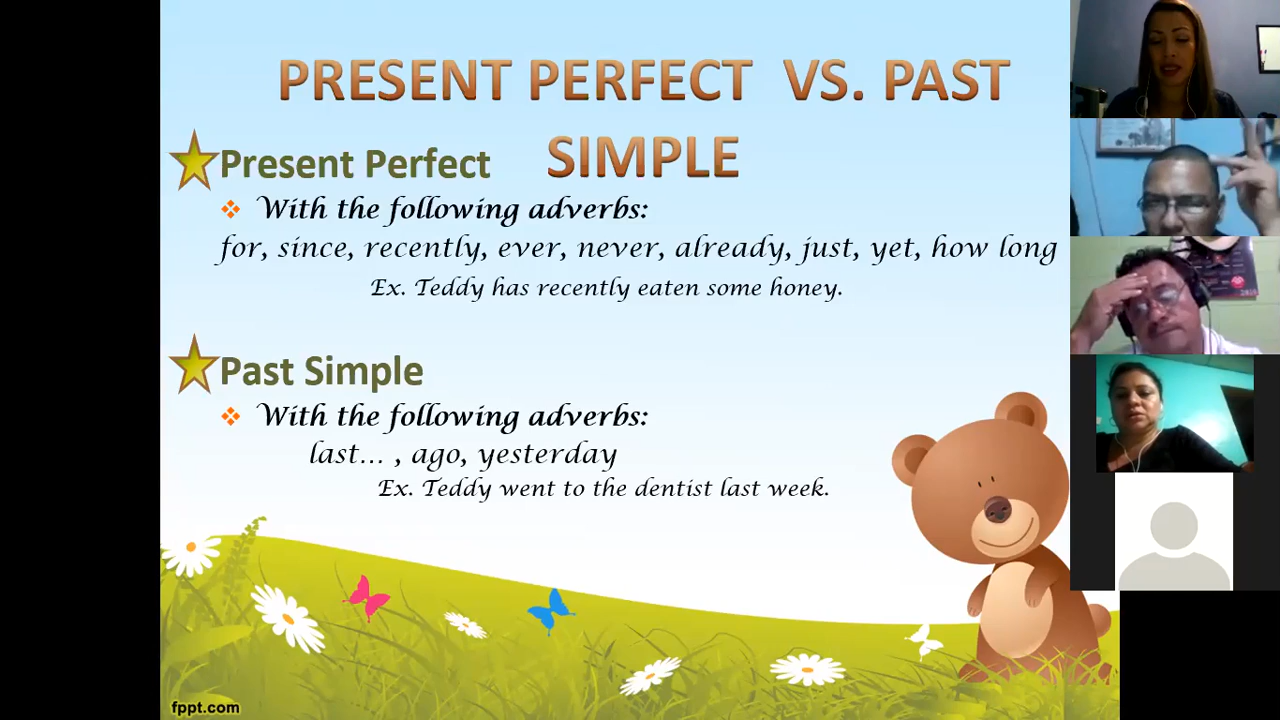 PRESENT PERFECT VS. PAST
SIMPLE
Present Perfect
With the following adverbs:
for, since, recently, ever, never, already, just, yet, how long
Ex. Teddy has recently eaten some honey.
Past Simple
With the following adverbs:
last... , ago, yesterday
Ex. Teddy went to the dentist last week.
fppt.com